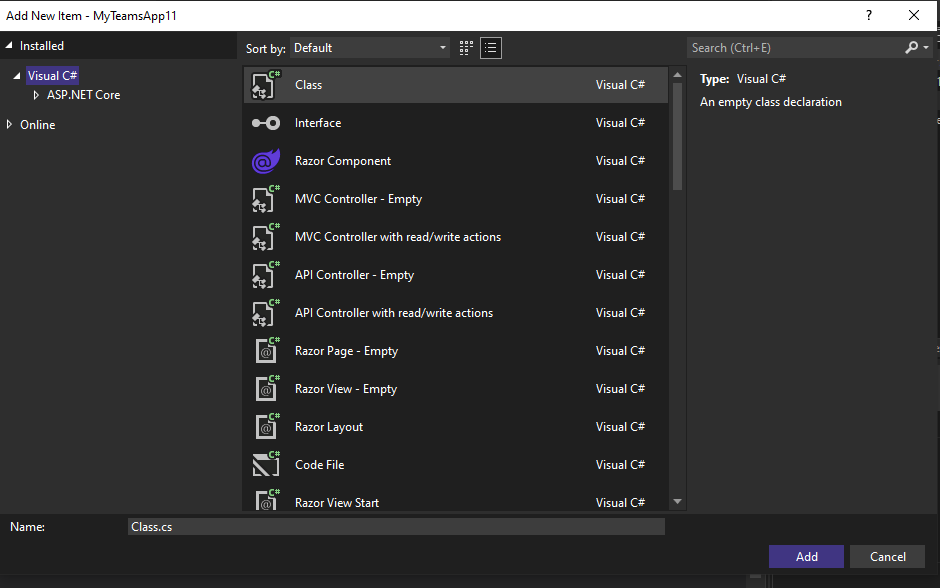 Add New Item - MyTeamsApp11 ?
Installed
Visual C#
ASP.NET Core
Online
Sort by: Default
Search (Ctrl+E)
C# Class Visual C#
Interface Visual C#
@ Razor Component Visual C#
C# MVC Controller - Empty Visual C#
C# MVC Controller with read/write actions Visual C#
C# API Controller - Empty Visual C#
C# API Controller with read/write actions Visual C#
C# @ Razor Page - Empty Visual C#
C# @ Razor View - Empty Visual C#
C# @ Razor Layout Visual C#
C# Code File Visual C#
C# @ Razor View Start Visual C#
Type: Visual C#
An empty class declaration
Name: Class.cs
Add Cancel